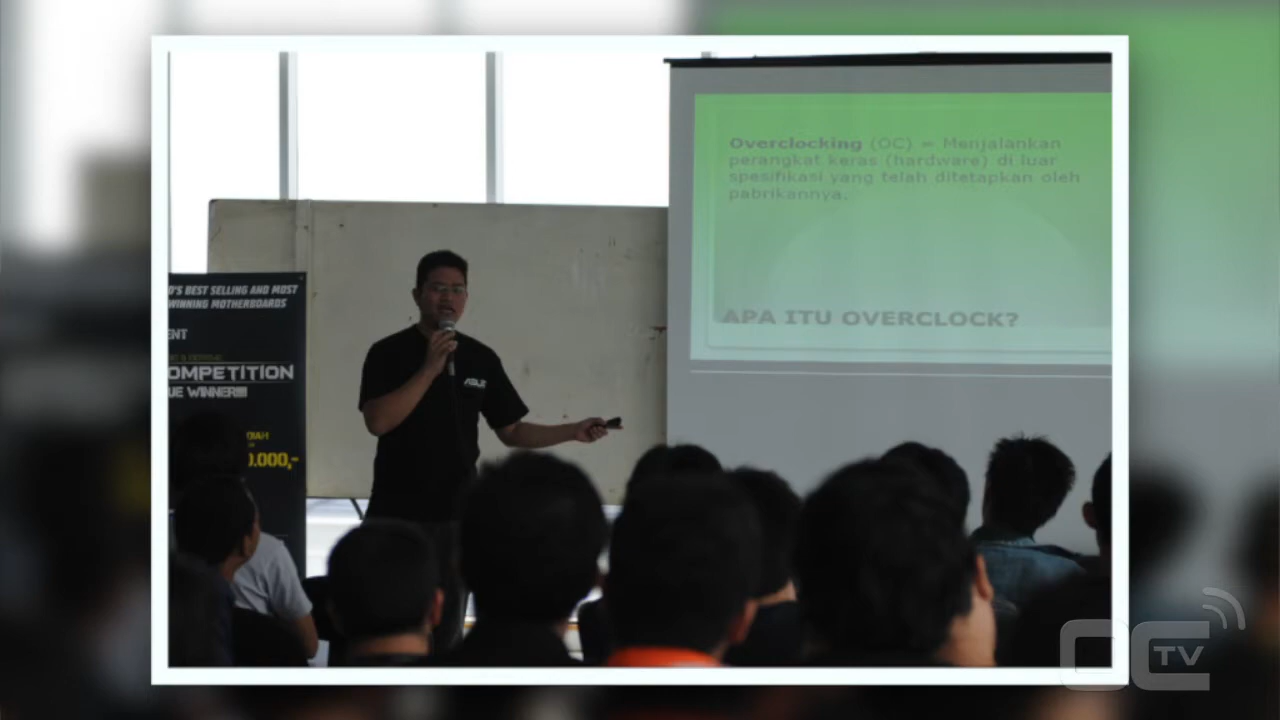 Overclocking (OC) = Menjalankan
perangkat keras (hardware) di luar
spesifikasi yang telah ditetapkan oleh
pabrikannya.
APA ITU OVERCLOCK?
D'S BEST SELLING AND MOST
WINNING MOTHERBOARDS
ENT
OMPETITION
UE WINNER!!!!
0.000,-
ASUS
OC TV